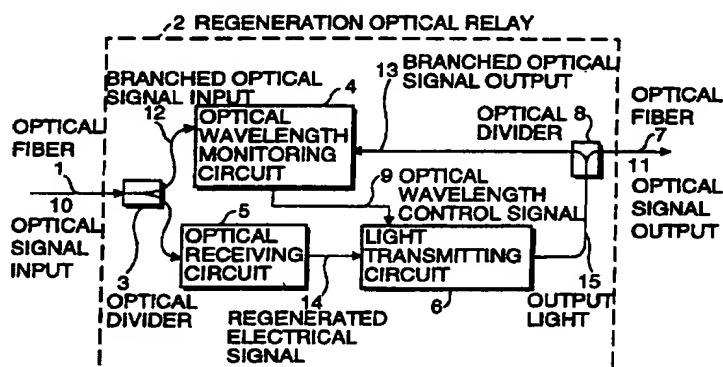 2 REGENERATION OPTICAL RELAY
BRANCHED OPTICAL
SIGNAL INPUT
12
4
13
BRANCHED OPTICAL
SIGNAL OUTPUT
OPTICAL
WAVELENGTH
MONITORING
CIRCUIT
OPTICAL
DIVIDER
8
OPTICAL
FIBER
7
11
OPTICAL
SIGNAL
OUTPUT
OPTICAL
FIBER
1
10
OPTICAL
SIGNAL
INPUT
3
OPTICAL
DIVIDER
9
OPTICAL
WAVELENGTH
CONTROL SIGNAL
5
OPTICAL
RECEIVING
CIRCUIT
14
REGENERATED
ELECTRICAL
SIGNAL
LIGHT
TRANSMITTING
CIRCUIT
6
15
OUTPUT
LIGHT